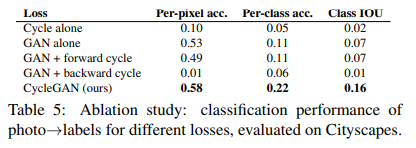 Loss Per-pixel acc. Per-class acc. Class IOU
Cycle alone 0.10 0.05 0.02
GAN alone 0.53 0.11 0.07
GAN + forward cycle 0.49 0.11 0.07
GAN + backward cycle 0.01 0.06 0.01
CycleGAN (ours) 0.58 0.22 0.16
Table 5: Ablation study: classification performance of
photo→labels for different losses, evaluated on Cityscapes.